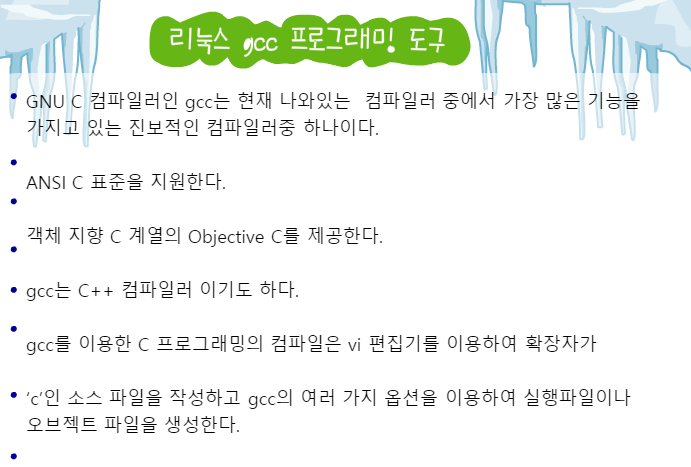 리눅스 gcc 프로그래밍 도구
GNU C 컴파일러인 gcc는 현재 나와있는  컴파일러 중에서 가장 많은 기능을
가지고 있는 진보적인 컴파일러중 하나이다.
ANSI C 표준을 지원한다.
객체 지향 C 계열의 Objective C를 제공한다.
gcc는 C++ 컴파일러 이기도 하다.
gcc를 이용한 C 프로그래밍의 컴파일은 vi 편집기를 이용하여 확장자가
‘c’인 소스 파일을 작성하고 gcc의 여러 가지 옵션을 이용하여 실행파일이나
오브젝트 파일을 생성한다.